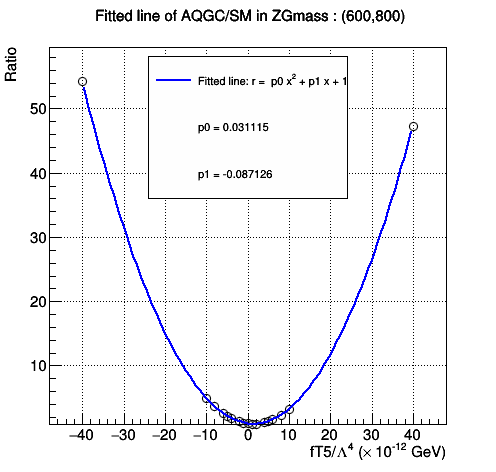 Fitted line of AQGC/SM in ZGmass : (600,800)
Ratio
Fitted line: r = p0 x² + p1 x + 1
p0 = 0.031115
p1 = -0.087126
50
40
30
20
10
−40 −30 −20 −10 0 10 20 30 40
fT5/Λ⁴ (× 10⁻¹² GeV)